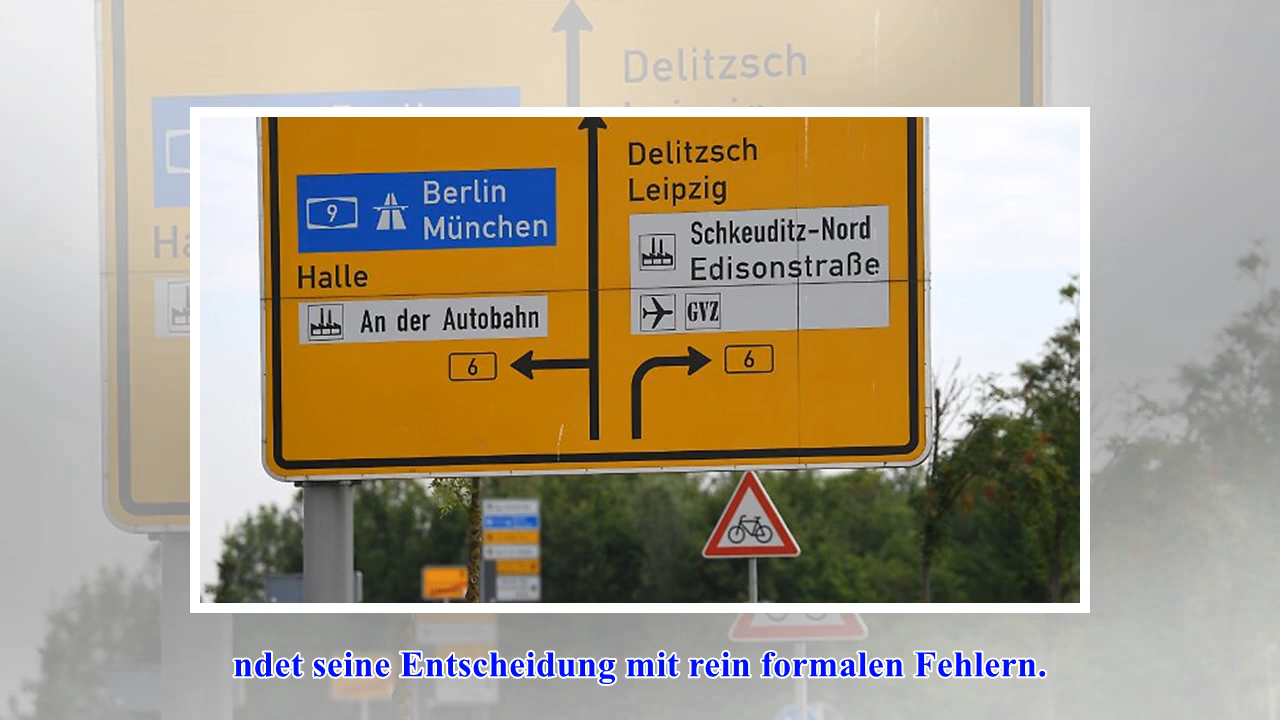 Delitzsch
Delitzsch
Leipzig
9 Berlin
München
Schkeuditz-Nord
Edisonstraße
Halle
An der Autobahn
GVZ
6
6
ndet seine Entscheidung mit rein formalen Fehlern.